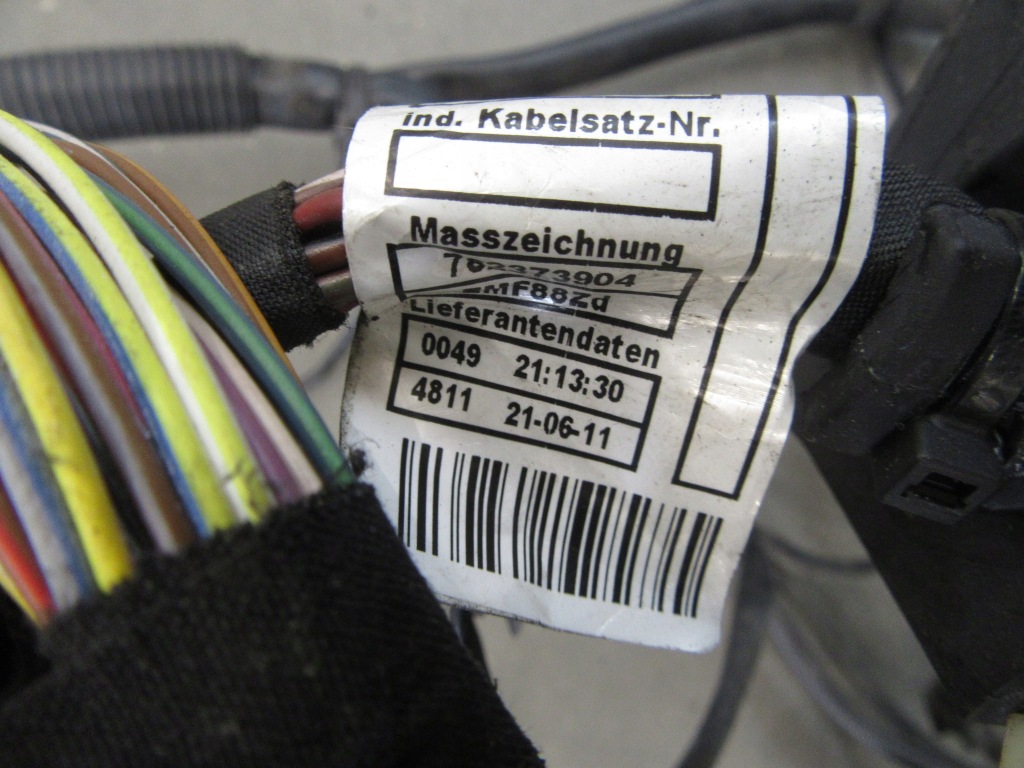 ind. Kabelsatz-Nr.
Masszeichnung
Lieferantendaten
0049 21:13:30
4811 21-06-11